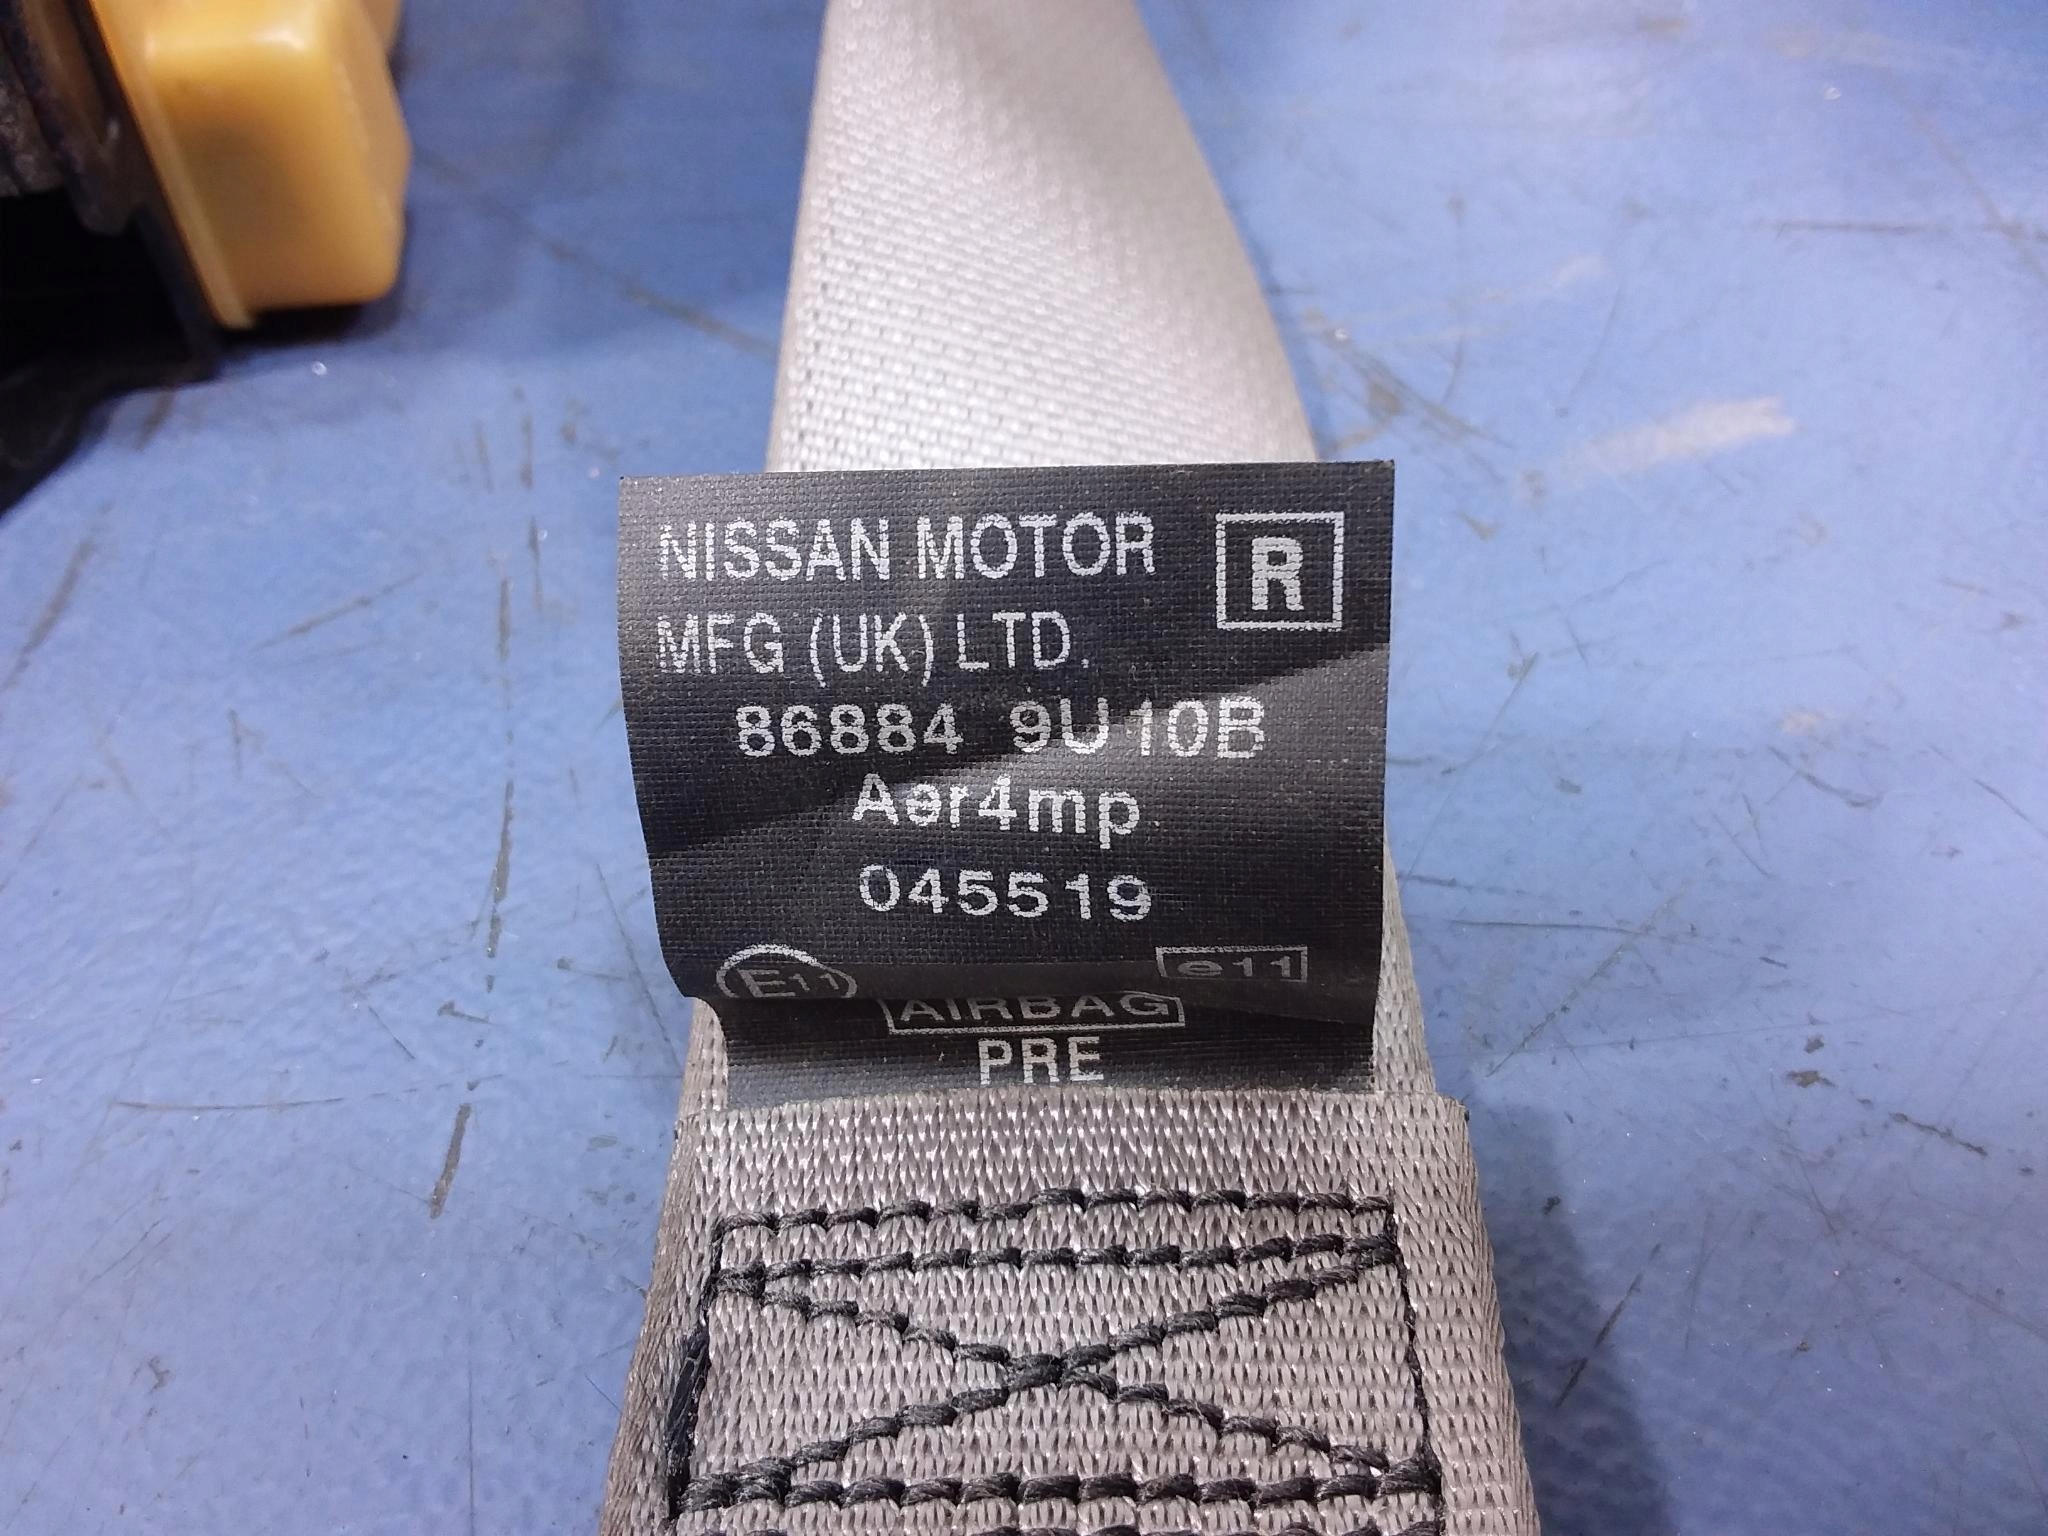 NISSAN MOTOR R
MFG (UK) LTD.
86884 9U10B
Aer4mp
045519
E11 e11
AIRBAG
PRE